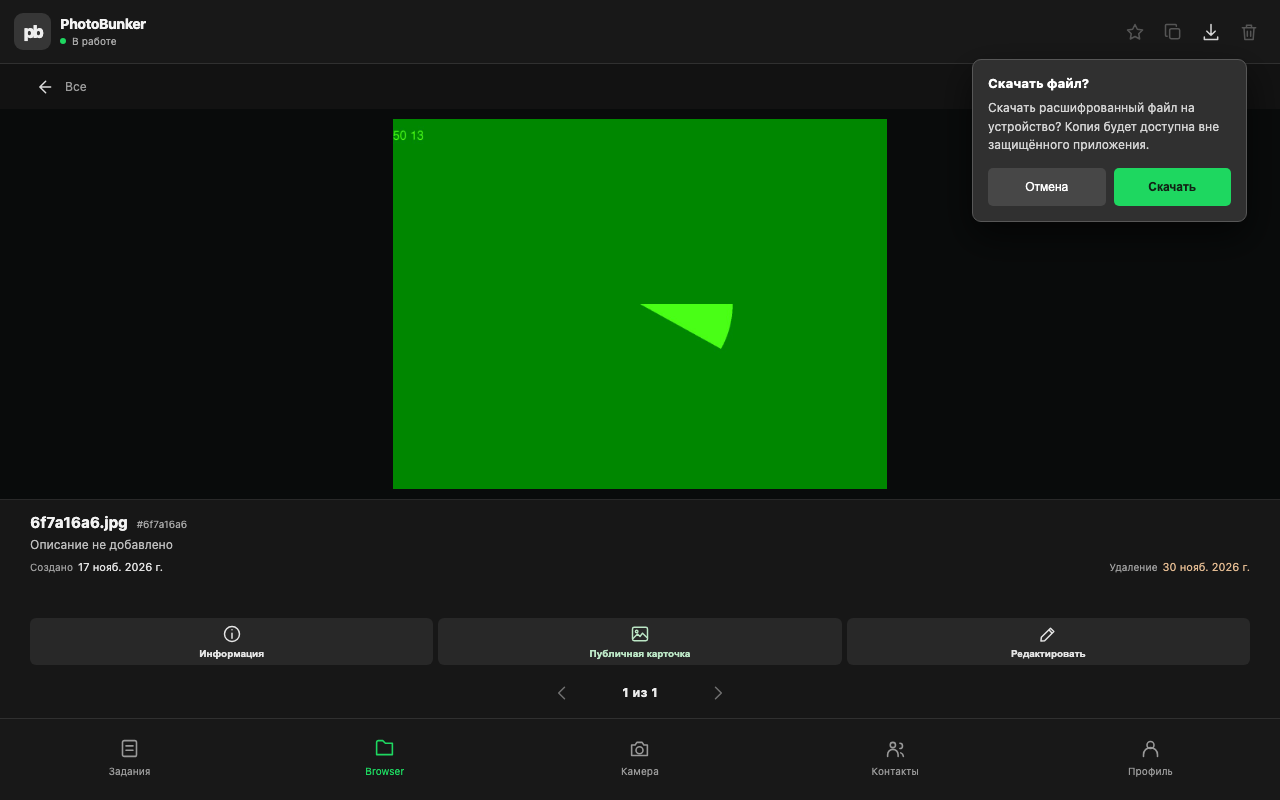 pb
PhotoBunker
В работе
Все
Скачать файл?
Скачать расшифрованный файл на
устройство? Копия будет доступна вне
защищённого приложения.
Отмена
Скачать
50 13
6f7a16a6.jpg #6f7a16a6
Описание не добавлено
Создано 17 нояб. 2026 г.
Удаление 30 нояб. 2026 г.
Информация
Публичная карточка
Редактировать
1 из 1
Задания
Browser
Камера
Контакты
Профиль